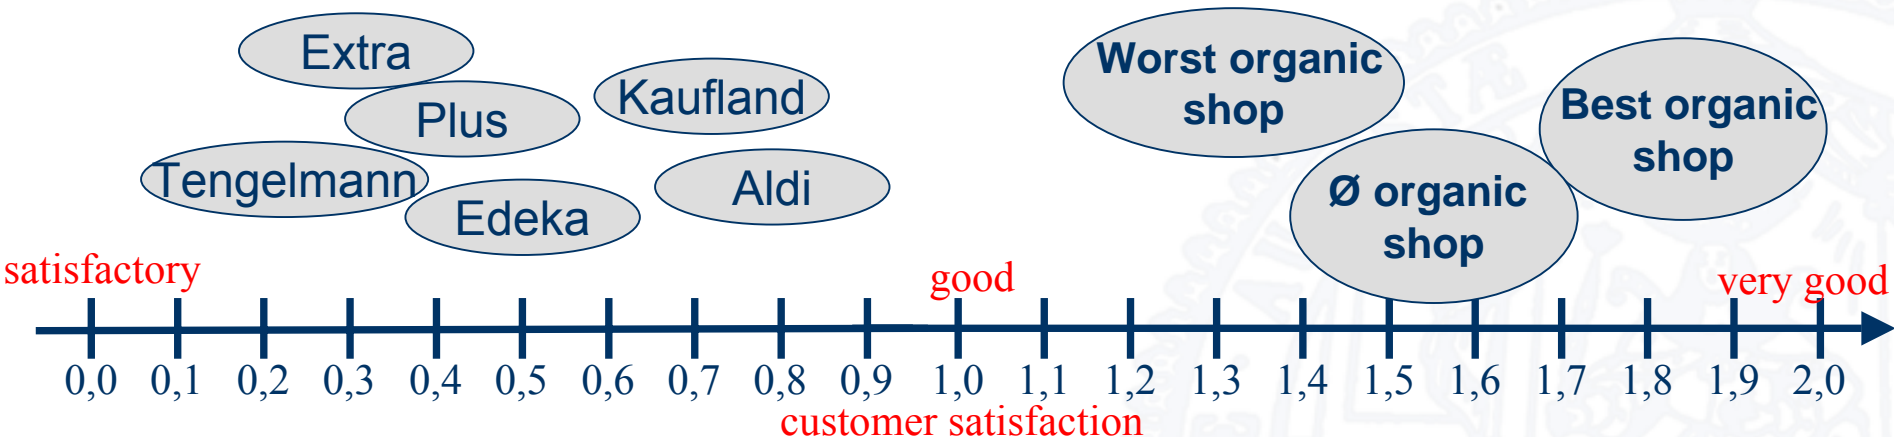 Extra
Plus
Kaufland
Tengelmann
Edeka
Aldi
Worst organic
shop
Ø organic
shop
Best organic
shop
satisfactory
good
very good
0,0 0,1 0,2 0,3 0,4 0,5 0,6 0,7 0,8 0,9 1,0 1,1 1,2 1,3 1,4 1,5 1,6 1,7 1,8 1,9 2,0
customer satisfaction